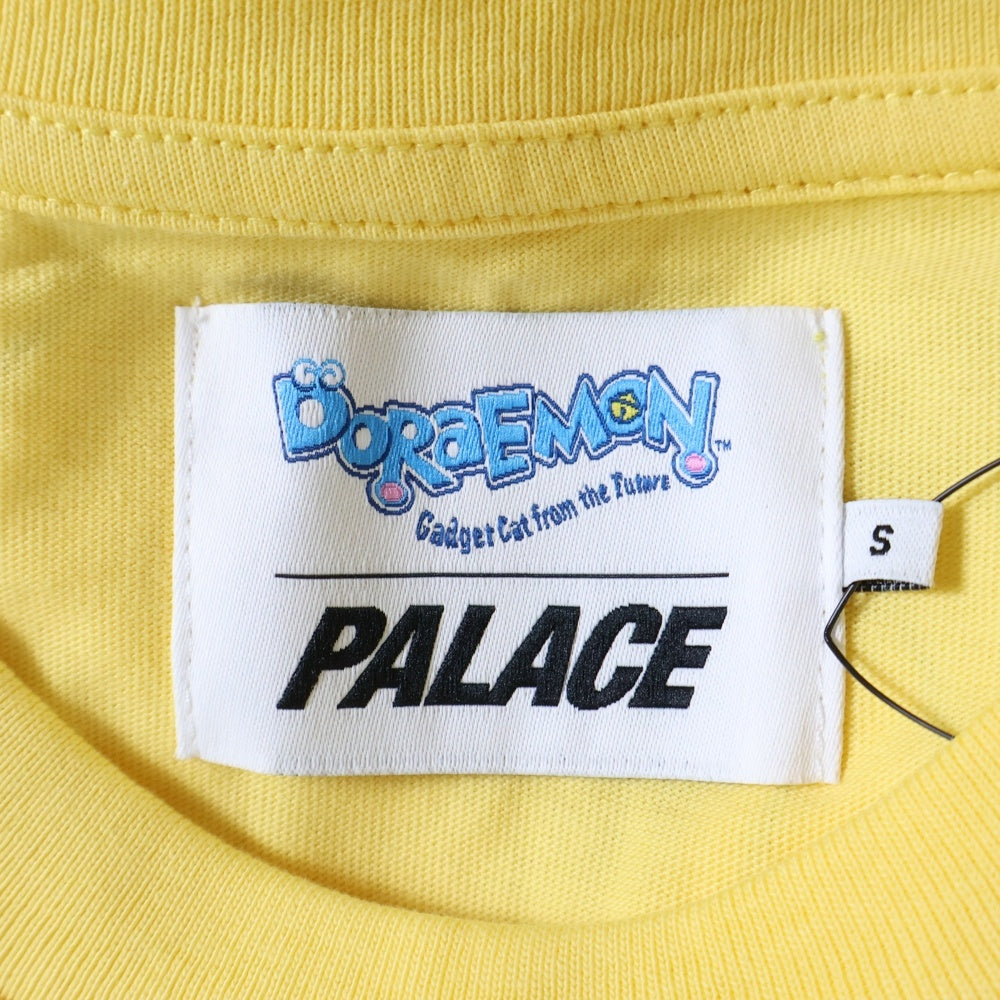 DORAEMON™
Gadget Cat from the Future
S
PALACE